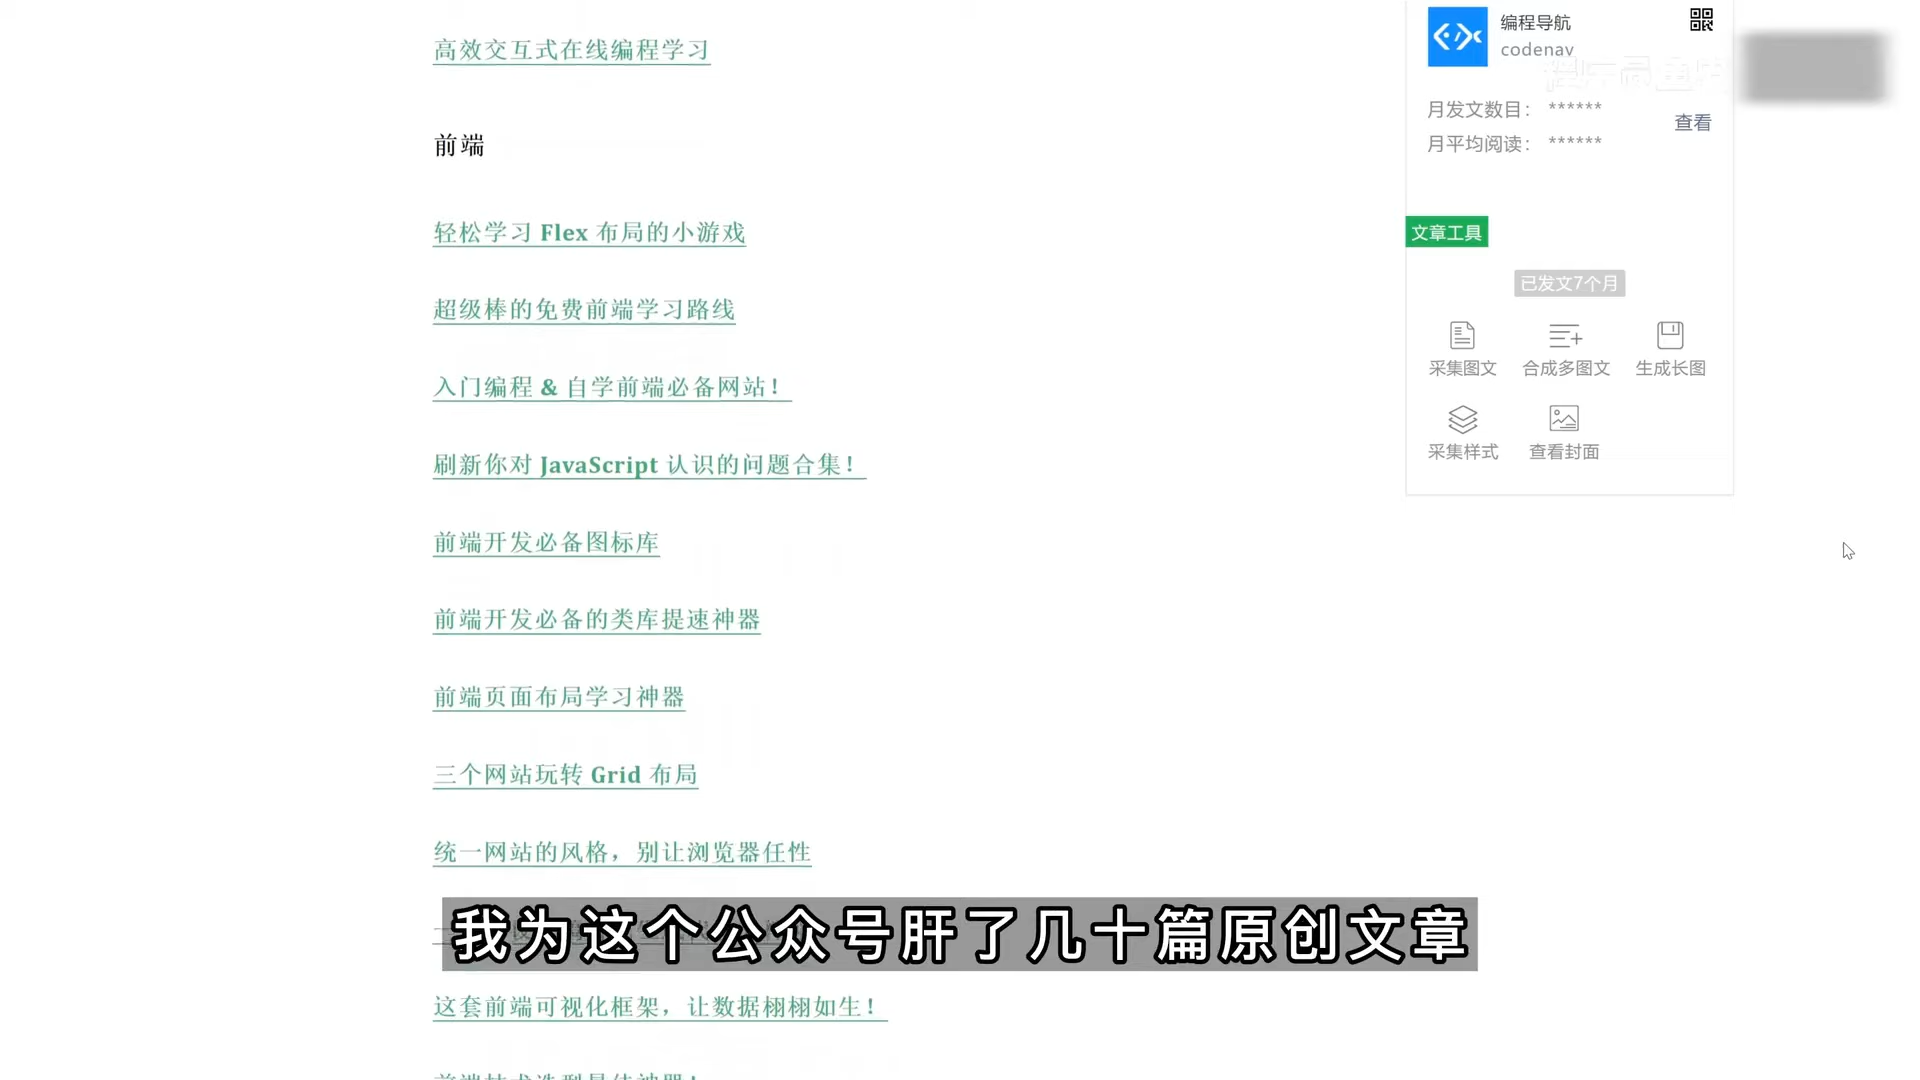 高效交互式在线编程学习
前端
轻松学习 Flex 布局的小游戏
超级棒的免费前端学习路线
入门编程 & 自学前端必备网站！
刷新你对 JavaScript 认识的问题合集！
前端开发必备图标库
前端开发必备的类库提速神器
前端页面布局学习神器
三个网站玩转 Grid 布局
统一网站的风格，别让浏览器任性
我为这个公众号肝了几十篇原创文章
这套前端可视化框架，让数据栩栩如生！
编程导航
codenav
月发文数目： ******
查看
月平均阅读： ******
文章工具
已发文7个月
采集图文 合成多图文 生成长图
采集样式 查看封面